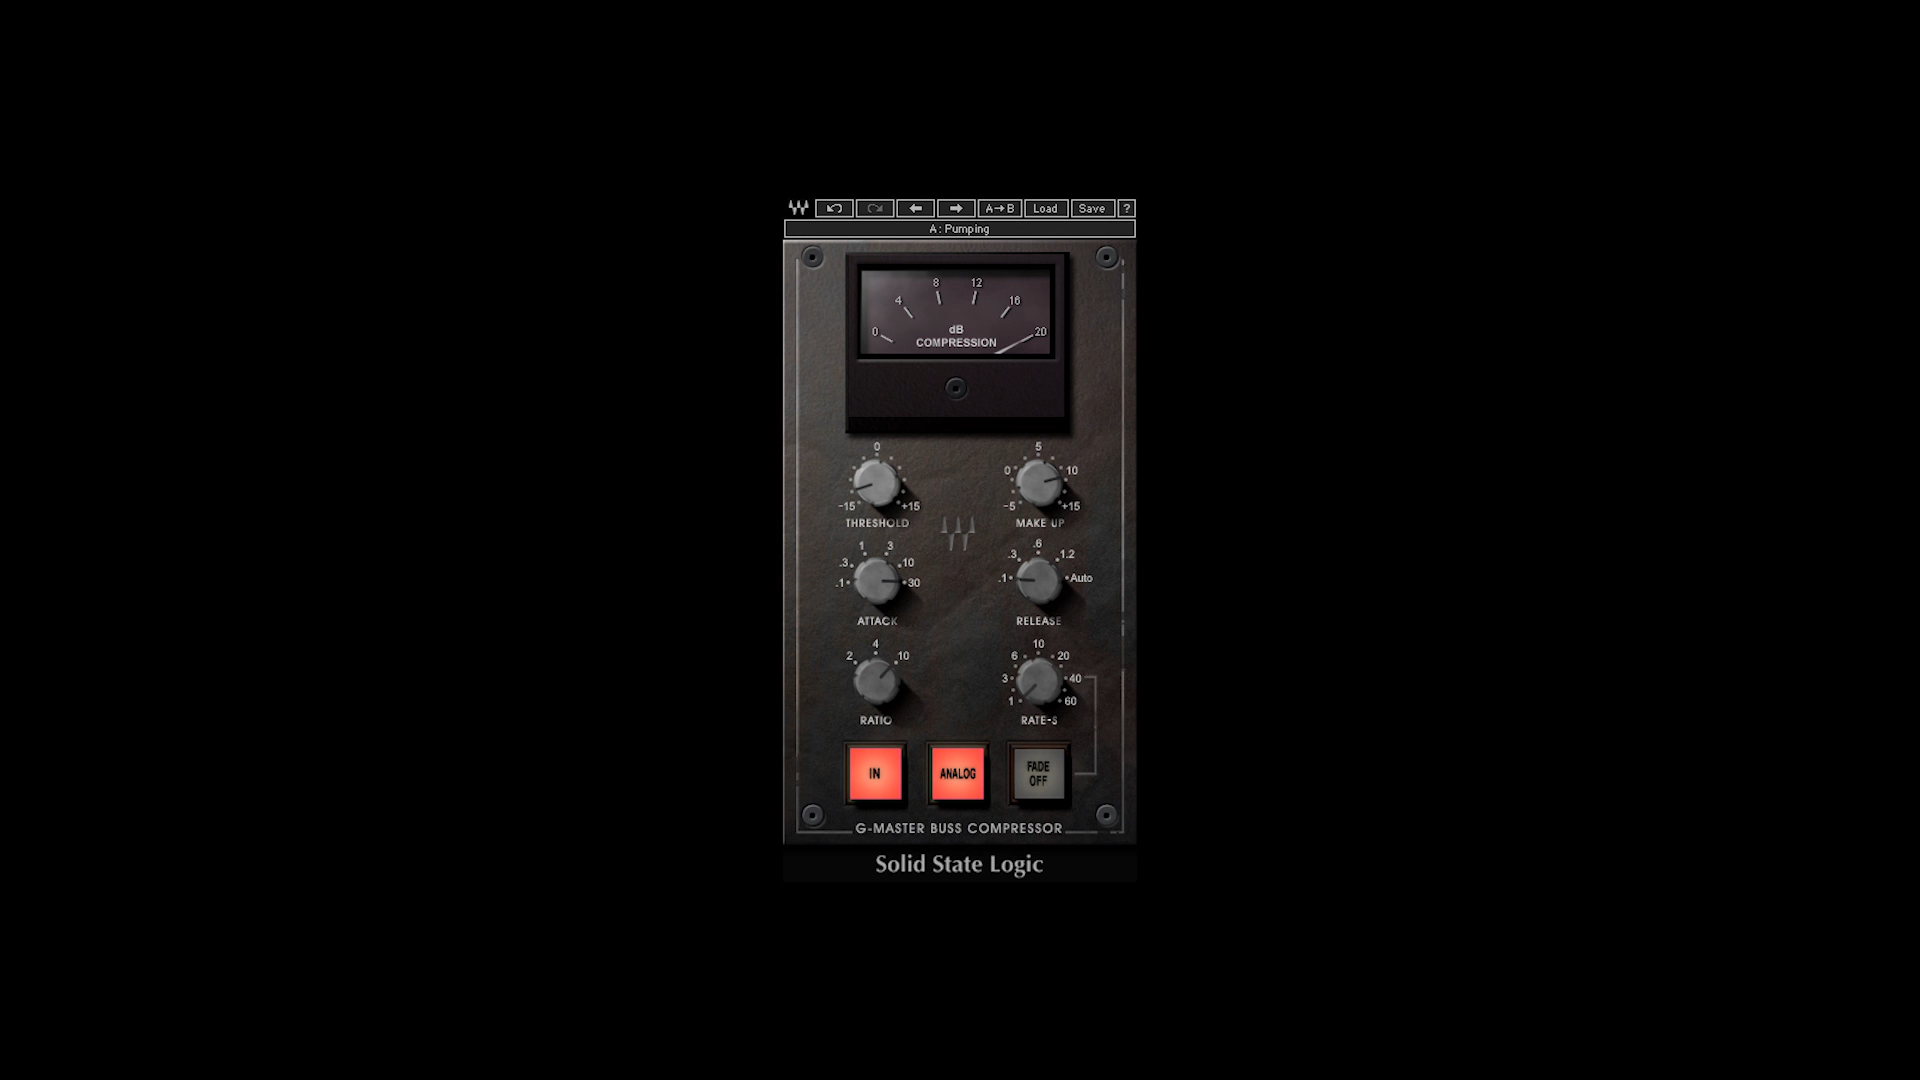 A→B Load Save ?
A: Pumping
8 12
4 16
0 20
dB
COMPRESSION
0 5
0 10
-15 +15 -5 +15
THRESHOLD MAKE UP
1 3 .6
.3 10 .3 1.2
.1 30 .1 Auto
ATTACK RELEASE
4 10
2 10 6 20
3 40
1 60
RATIO RATE-S
IN ANALOG FADE
OFF
G-MASTER BUSS COMPRESSOR
Solid State Logic